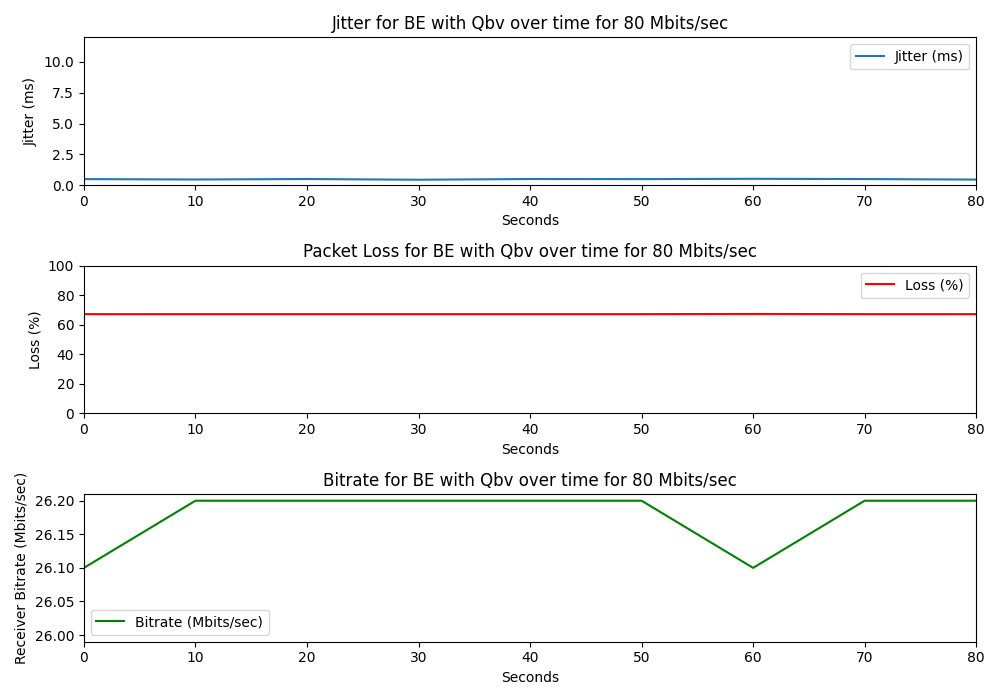 Jitter for BE with Qbv over time for 80 Mbits/sec
Jitter (ms)
10.0
7.5
5.0
2.5
0.0
Jitter (ms)
0 10 20 30 40 50 60 70 80
Seconds
Packet Loss for BE with Qbv over time for 80 Mbits/sec
Loss (%)
100
80
60
40
20
0
Loss (%)
0 10 20 30 40 50 60 70 80
Seconds
Bitrate for BE with Qbv over time for 80 Mbits/sec
Receiver Bitrate (Mbits/sec)
26.20
26.15
26.10
26.05
26.00
Bitrate (Mbits/sec)
0 10 20 30 40 50 60 70 80
Seconds